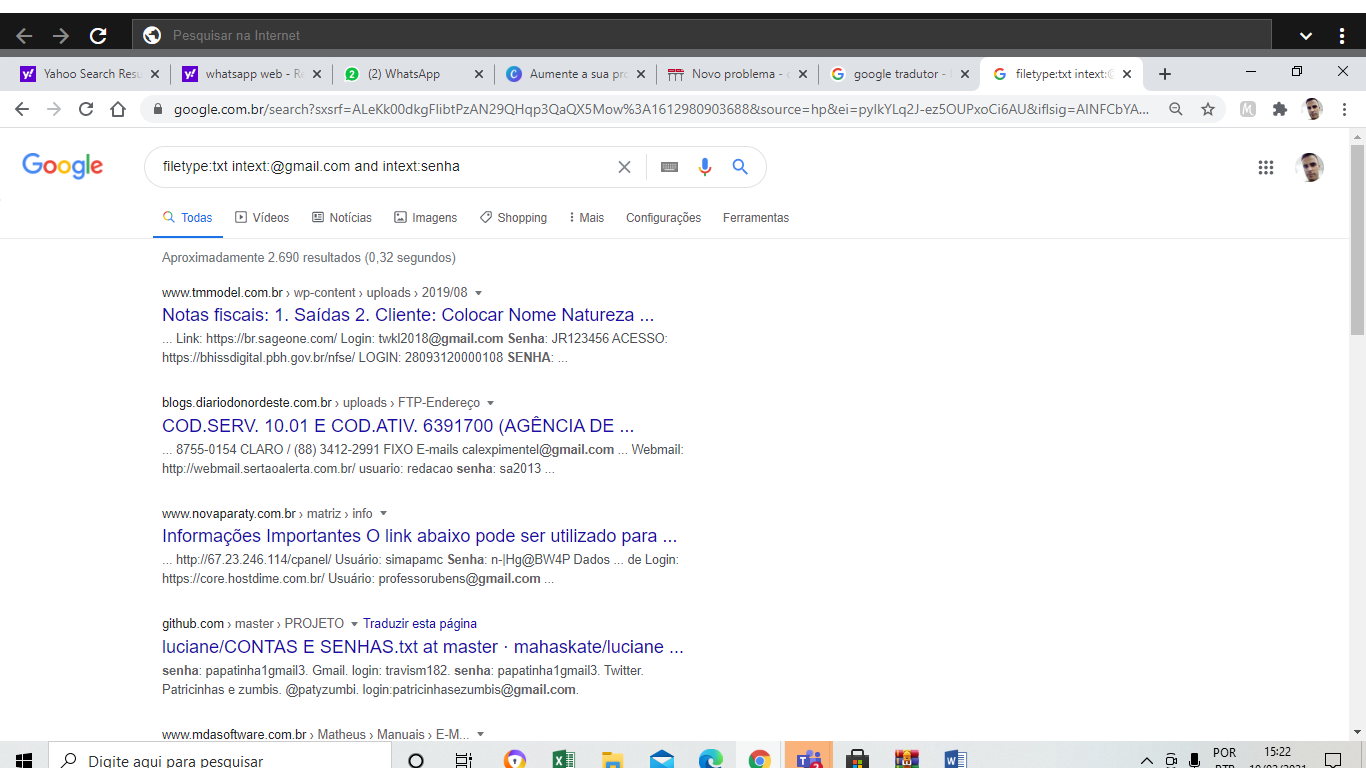 Pesquisar na Internet
Yahoo Search Resu
whatsapp web - Re
(2) WhatsApp
Aumente a sua pro
Novo problema - c
google tradutor -
filetype:txt intext:@
google.com.br/search?sxsrf=ALeKk00dkgFIibtPzAN29QHqp3QaQX5Mow%3A1612980903688&source=hp&ei=pylkYLq2J-ez5OUPxoCi6AU&iflsig=AINFCbYA...
Google
filetype:txt intext:@gmail.com and intext:senha
Todas Vídeos Notícias Imagens Shopping Mais Configurações Ferramentas
Aproximadamente 2.690 resultados (0,32 segundos)
www.tmmodel.com.br › wp-content › uploads › 2019/08
Notas fiscais: 1. Saídas 2. Cliente: Colocar Nome Natureza ...
... Link: https://br.sageone.com/ Login: twkl2018@gmail.com Senha: JR123456 ACESSO:
https://bhissdigital.pbh.gov.br/nfse/ LOGIN: 28093120000108 SENHA: ...
blogs.diariodonordeste.com.br › uploads › FTP-Endereço
COD.SERV. 10.01 E COD.ATIV. 6391700 (AGÊNCIA DE ...
... 8755-0154 CLARO / (88) 3412-2991 FIXO E-mails calexpimentel@gmail.com ... Webmail:
http://webmail.sertaoalerta.com.br/ usuario: redacao senha: sa2013 ...
www.novaparaty.com.br › matriz › info
Informações Importantes O link abaixo pode ser utilizado para ...
... http://67.23.246.114/cpanel/ Usuário: simapamc Senha: n-|Hg@BW4P Dados ... de Login:
https://core.hostdime.com.br/ Usuário: professorubens@gmail.com ...
github.com › master › PROJETO Traduzir esta página
luciane/CONTAS E SENHAS.txt at master · mahaskate/luciane ...
senha: papatinha1gmail3. Gmail. login: travism182. senha: papatinha1gmail3. Twitter.
Patricinhas e zumbis. @patyzumbi. login:patricinhasezumbis@gmail.com.
www.mdasoftware.com.br › Matheus › Manuais › E-M...
Digite aqui para pesquisar
POR
15:22